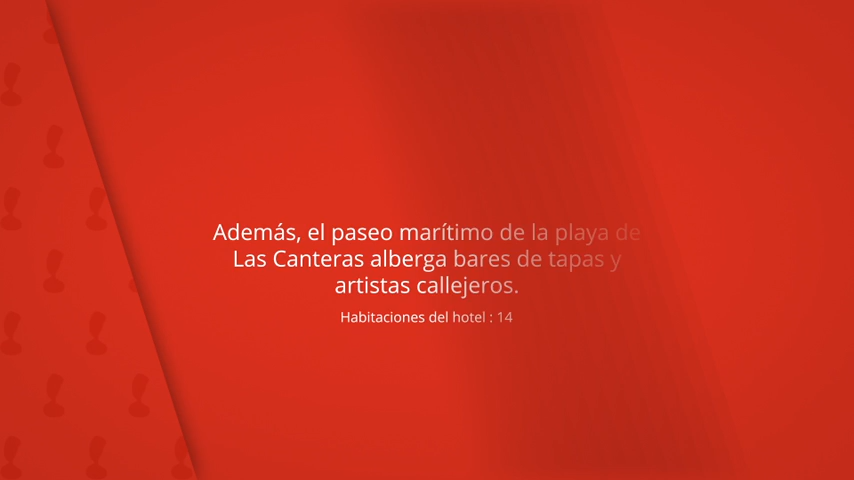 Además, el paseo marítimo de la playa de
Las Canteras alberga bares de tapas y
artistas callejeros.
Habitaciones del hotel : 14